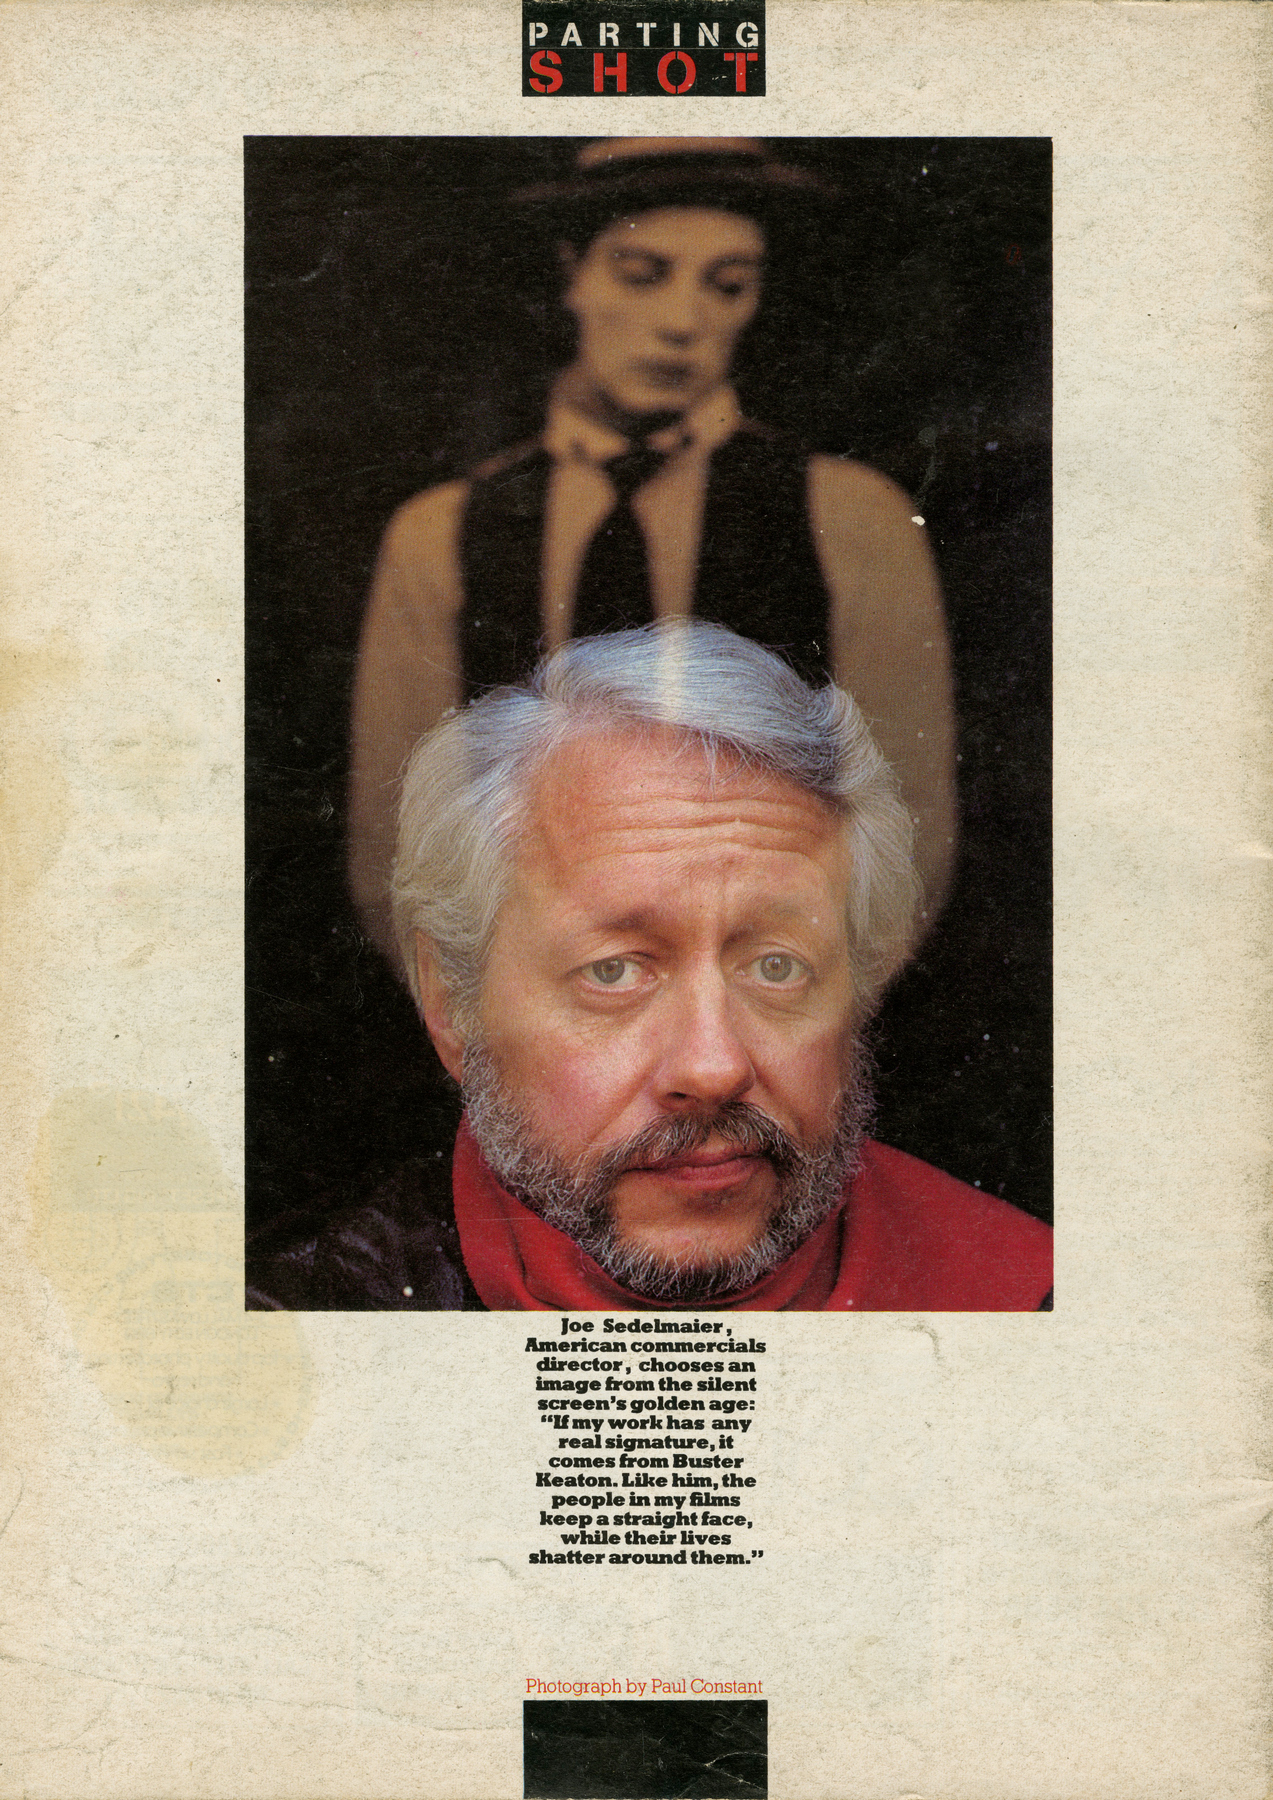 PARTING
SHOT
Joe Sedelmaier,
American commercials
director, chooses an
image from the silent
screen's golden age:
“If my work has any
real signature, it
comes from Buster
Keaton. Like him, the
people in my films
keep a straight face,
while their lives
shatter around them.”
Photograph by Paul Constant